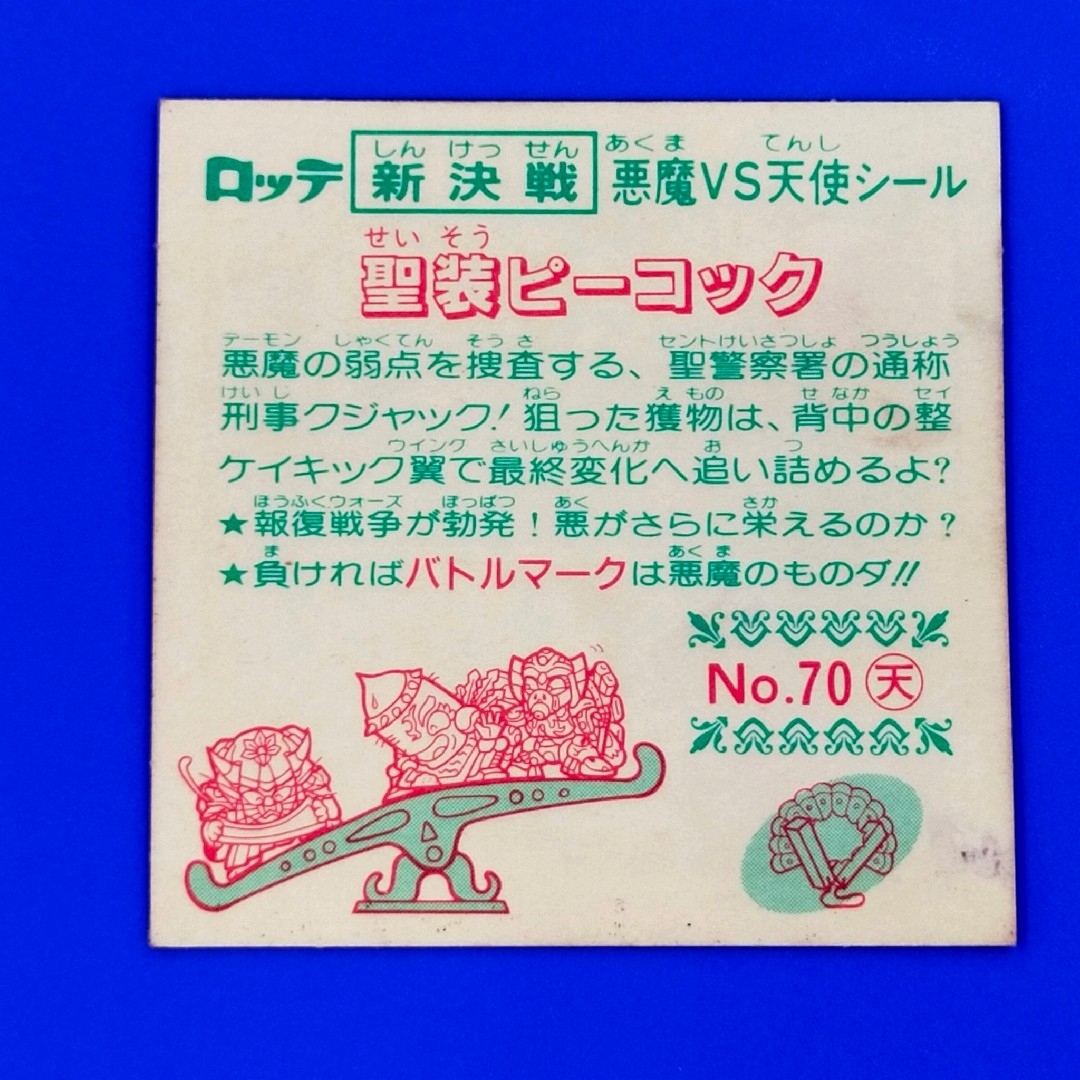 ロッテ 新決戦 悪魔VS天使シール
しん けっ せん あくま てんし
せい そう
聖装ピーコック
デーモン じゃくてん そうさ セントけいさつしょ つうしょう
悪魔の弱点を捜査する、聖警察署の通称
けいじ ねら えもの せなか セイ
刑事クジャック!狙った獲物は、背中の整
ウイング さいしゅうへんか お つ
ケイキック翼で最終変化へ追い詰めるよ?
ほうふくウォーズ ぼっぱつ あく さか
★報復戦争が勃発!悪がさらに栄えるのか?
ま あくま
★負ければバトルマークは悪魔のものダ!!
No.70 天